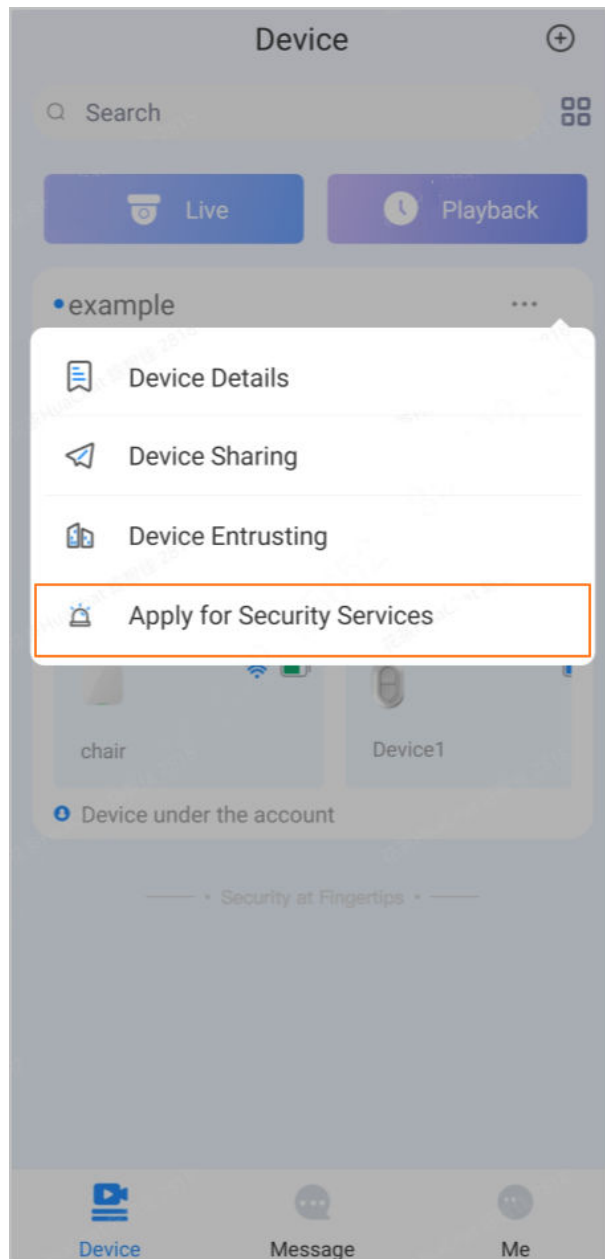 Device
Search
Live
Playback
example
Device Details
Device Sharing
Device Entrusting
Apply for Security Services
chair
Device1
Device under the account
Security at Fingertips
Device
Message
Me